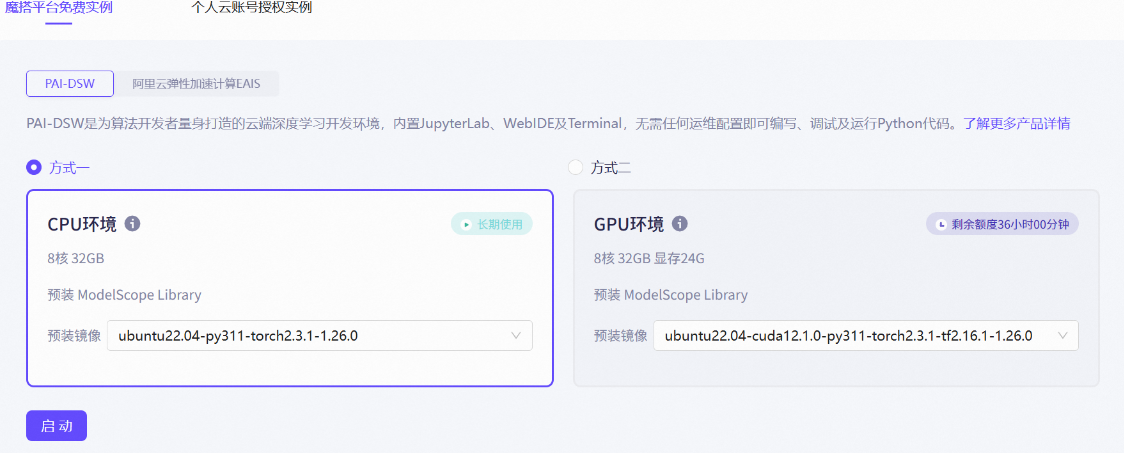 魔搭平台免费实例 个人云账号授权实例
PAI-DSW 阿里云弹性加速计算EAIS
PAI-DSW是为算法开发者量身打造的云端深度学习开发环境，内置JupyterLab、WebIDE及Terminal，无需任何运维配置即可编写、调试及运行Python代码。了解更多产品详情
方式一
CPU环境 长期使用
8核 32GB
预装 ModelScope Library
预装镜像 ubuntu22.04-py311-torch2.3.1-1.26.0
方式二
GPU环境 剩余额度36小时00分钟
8核 32GB 显存24G
预装 ModelScope Library
预装镜像 ubuntu22.04-cuda12.1.0-py311-torch2.3.1-tf2.16.1-1.26.0
启动